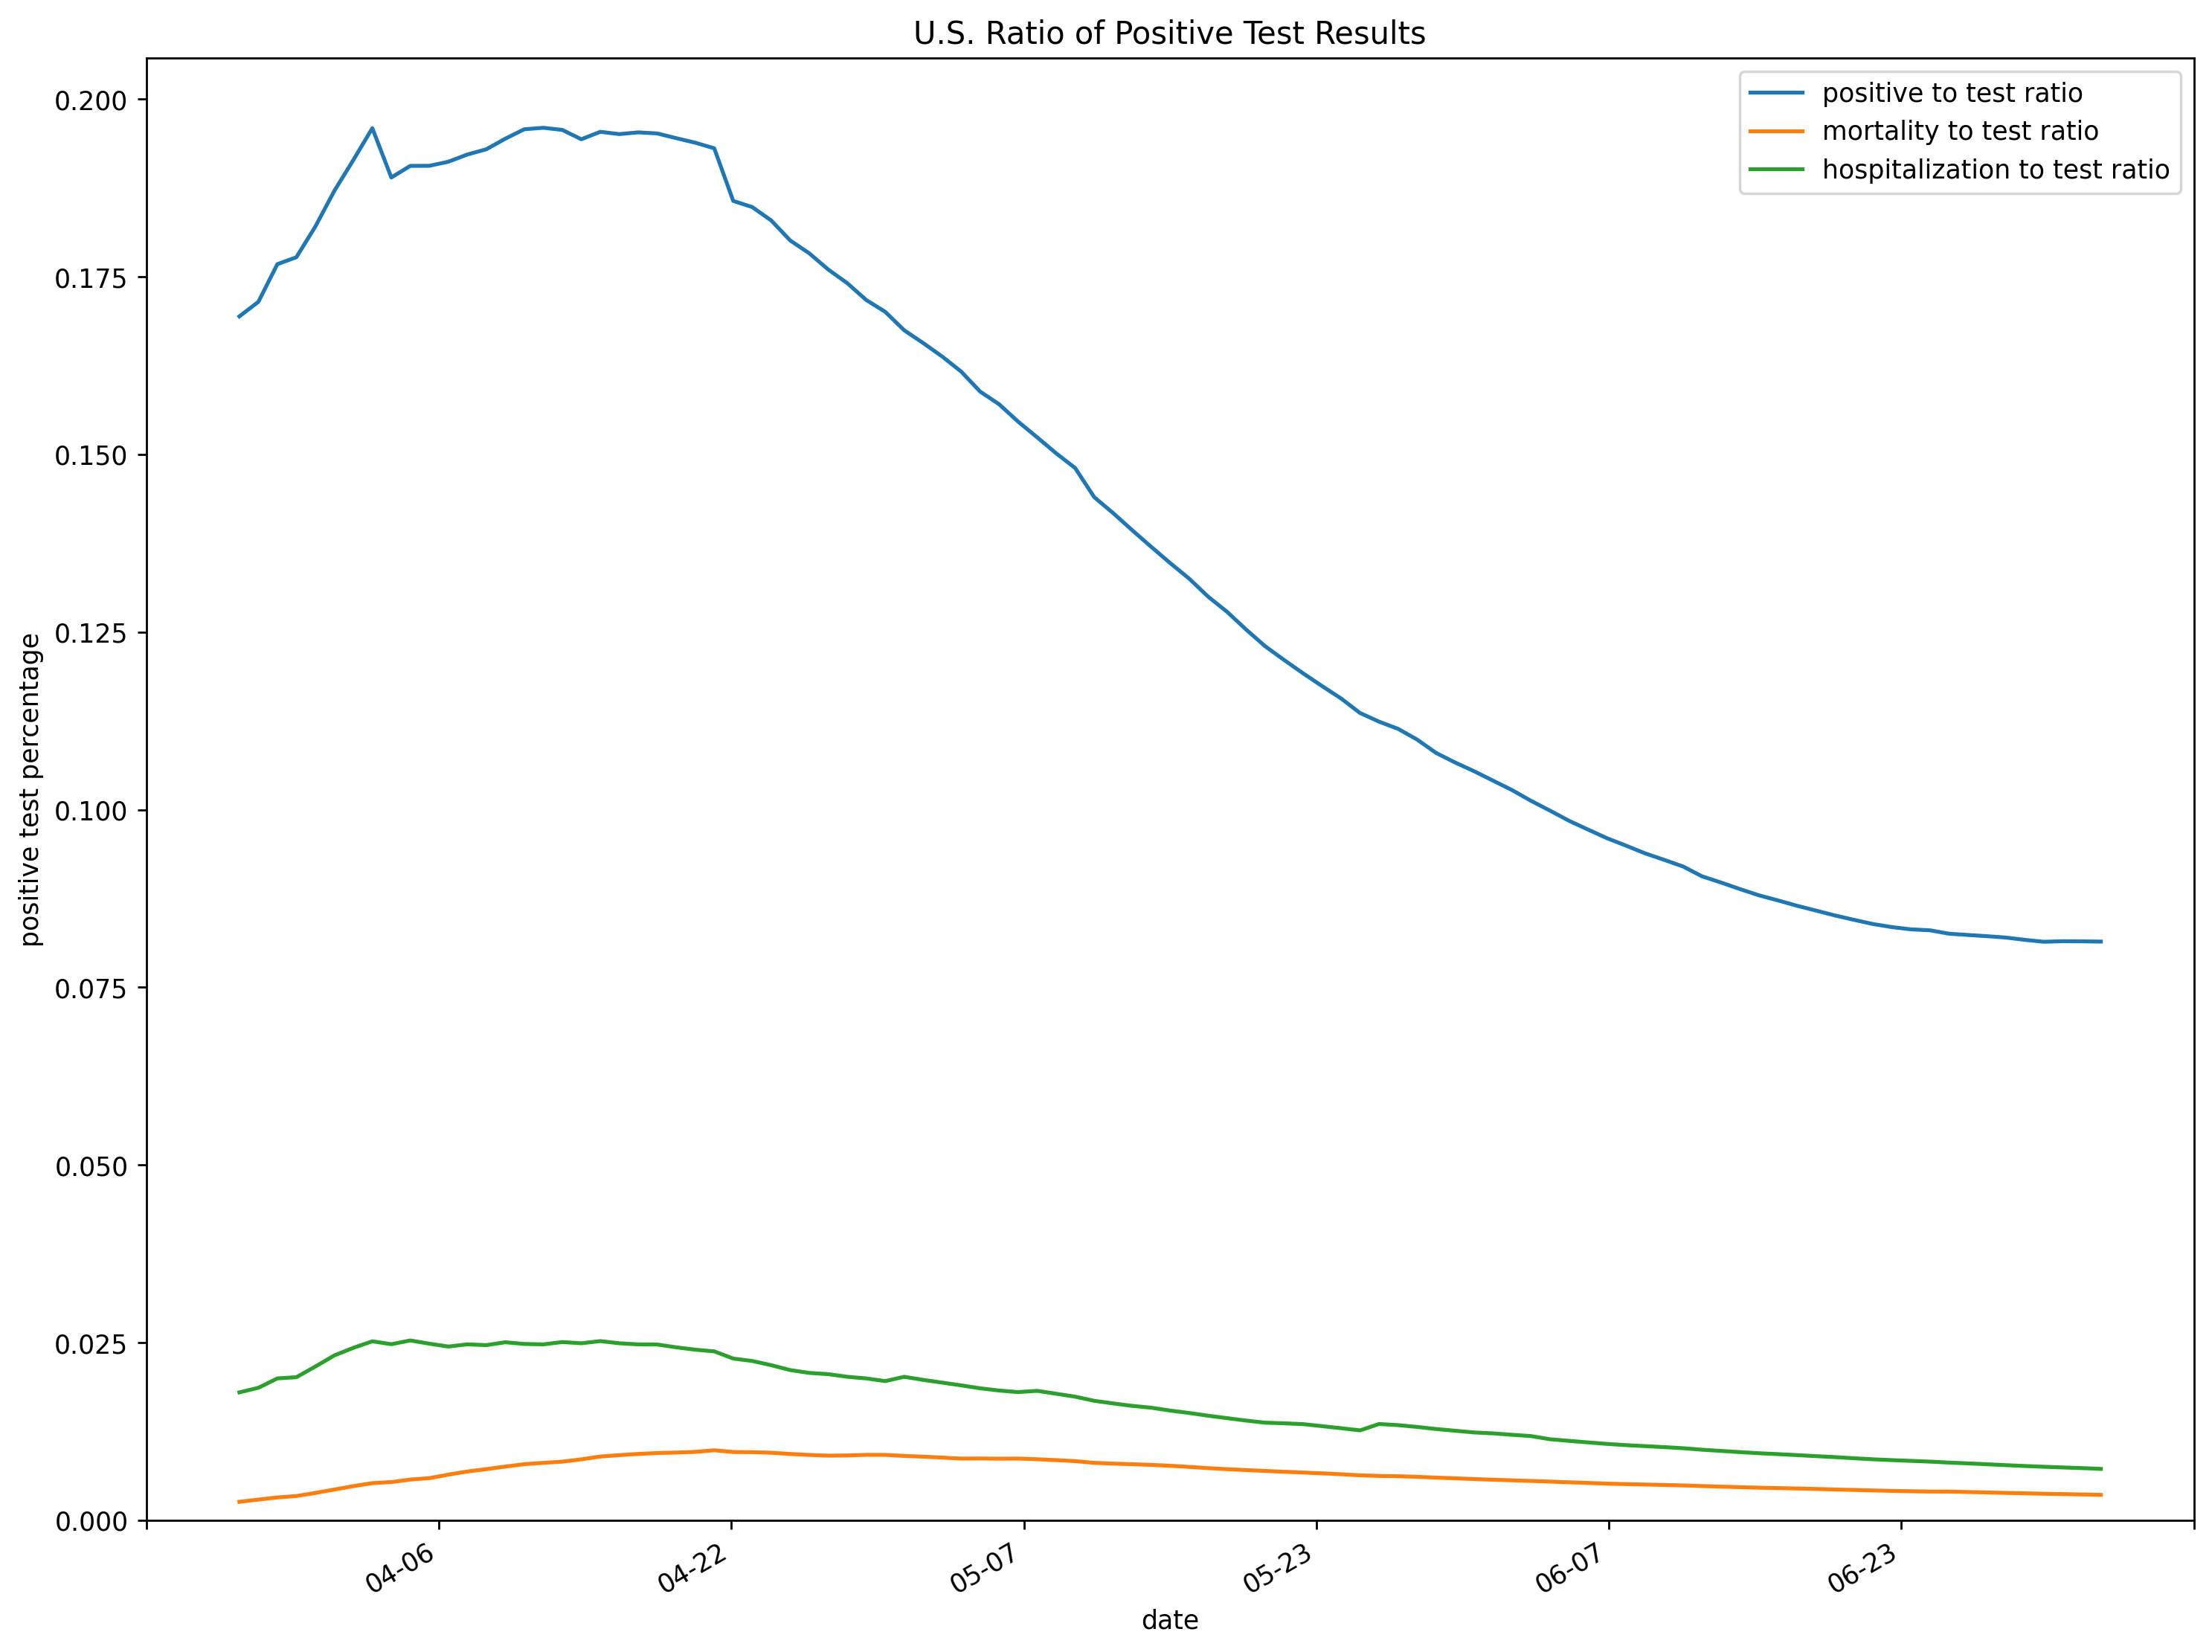 U.S. Ratio of Positive Test Results
positive to test ratio
mortality to test ratio
hospitalization to test ratio
0.200
0.175
0.150
0.125
0.100
0.075
0.050
0.025
0.000
positive test percentage
04-06
04-22
05-07
05-23
06-07
06-23
date